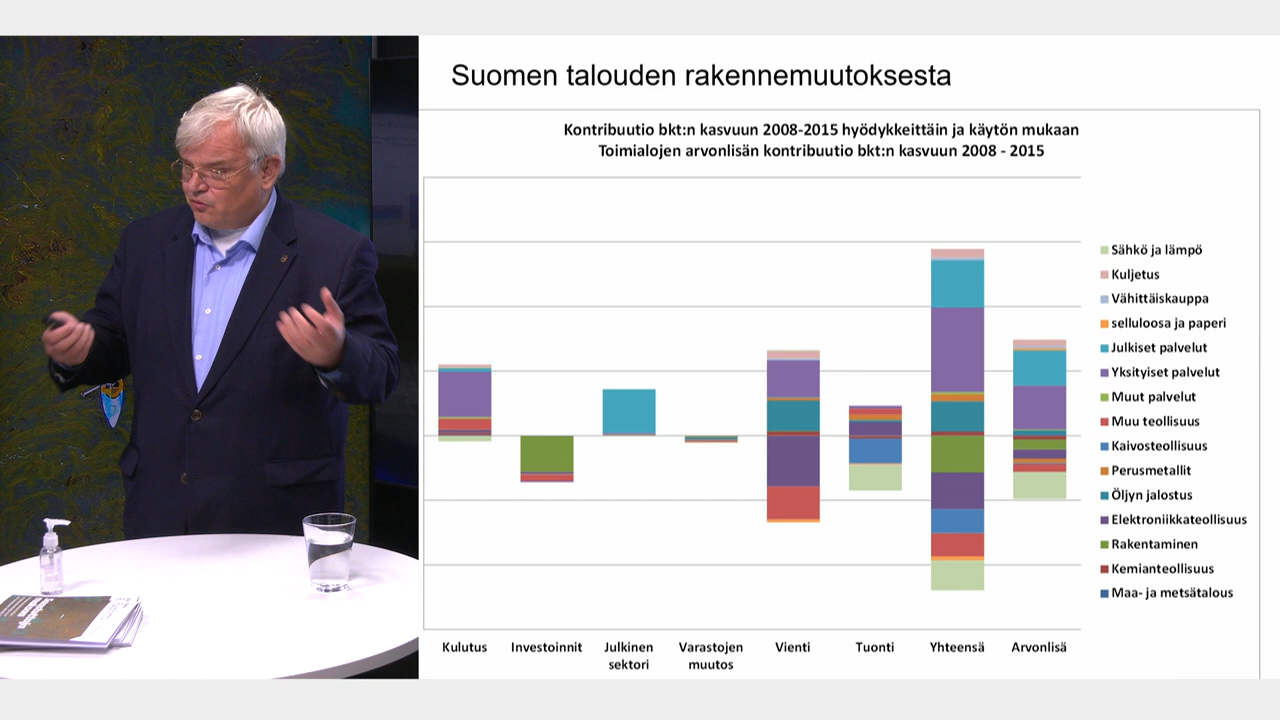 Suomen talouden rakennemuutoksesta
Kontribuutio bkt:n kasvuun 2008-2015 hyödykkeittäin ja käytön mukaan
Toimialojen arvonlisän kontribuutio bkt:n kasvuun 2008 - 2015
Sähkö ja lämpö
Kuljetus
Vähittäiskauppa
selluloosa ja paperi
Julkiset palvelut
Yksityiset palvelut
Muut palvelut
Muu teollisuus
Kaivosteollisuus
Perusmetallit
Öljyn jalostus
Elektroniikkateollisuus
Rakentaminen
Kemianteollisuus
Maa- ja metsätalous
Kulutus
Investoinnit
Julkinen
sektori
Varastojen
muutos
Vienti
Tuonti
Yhteensä
Arvonlisä